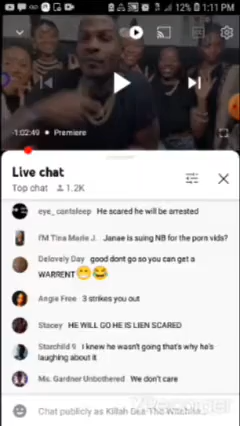 12% 1:11 PM
-1:02:49 • Premiere
Live chat
Top chat 1.2K
eye_cantsleep He scared he will be arrested
I'M Tina Marie J. Janae is suing NB for the porn vids?
Delovely Day good dont go so you can get a
WARRENT😁😂
Angie Free 3 strikes you out
Stacey HE WILL GO HE IS LIEN SCARED
Starchild 9 I knew he wasn't going that's why he's
laughing about it
Ms. Gardner Unbothered We don't care
Chat publicly as Killah Bea The